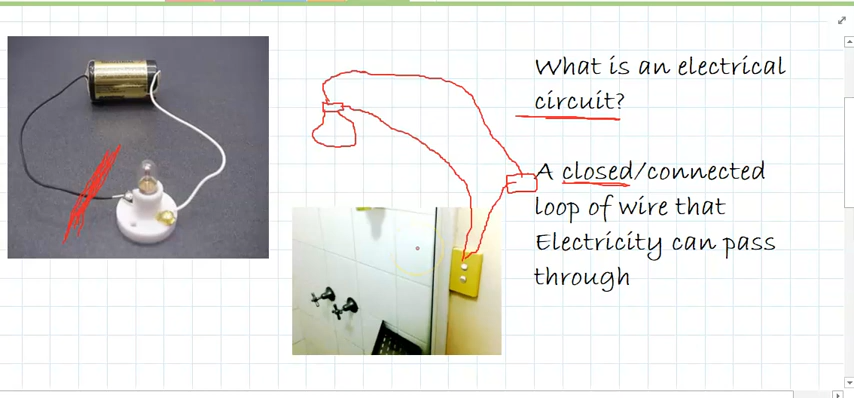 What is an electrical
circuit?
A closed/connected
loop of wire that
Electricity can pass
through